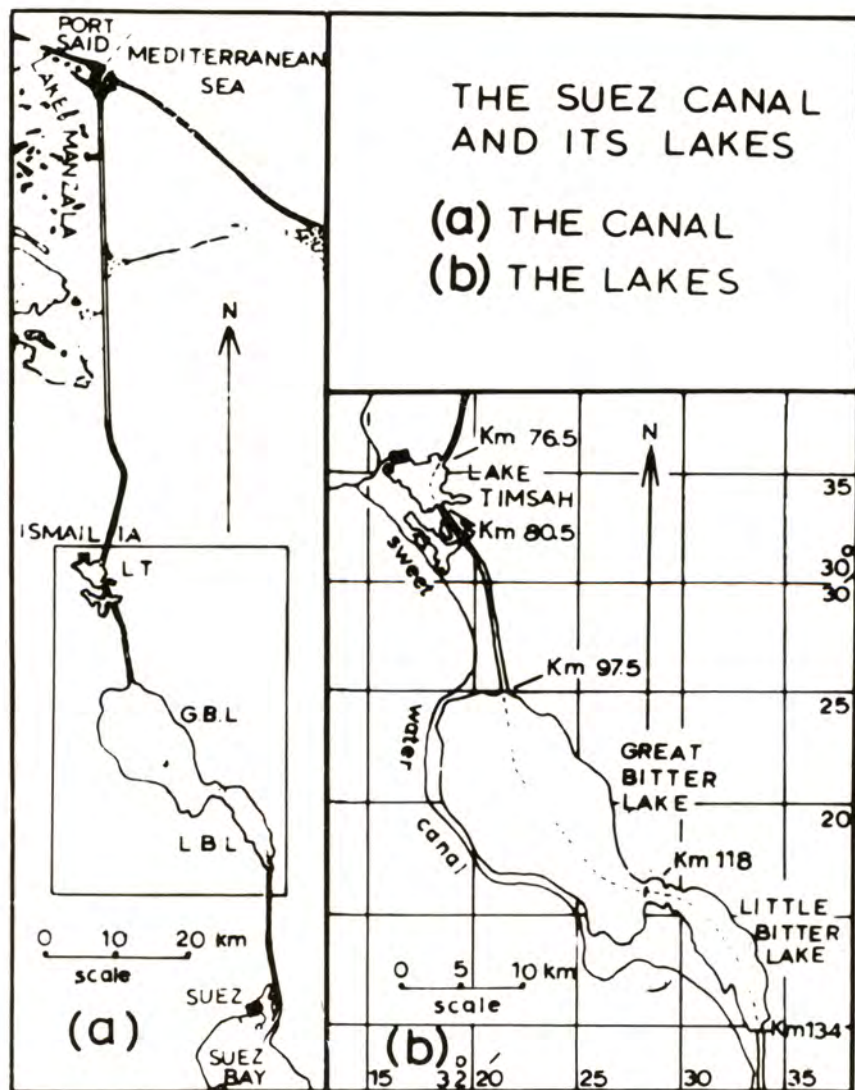 PORT
SAID
MEDITERRANEAN
SEA
LAKE MANZALA
N
ISMAILIA
L T
G.B.L
L.B.L
0 10 20 km
scale
SUEZ
(a)
SUEZ
BAY
THE SUEZ CANAL
AND ITS LAKES
(a) THE CANAL
(b) THE LAKES
Km 76.5
N
LAKE
TIMSAH
35
Km 80.5
sweet
30°
30
Km 97.5
water
25
GREAT
BITTER
LAKE
20
canal
Km 118
LITTLE
BITTER
LAKE
0 5 10 km
scale
Km134
(b)
15 32° 20' 25 30 35